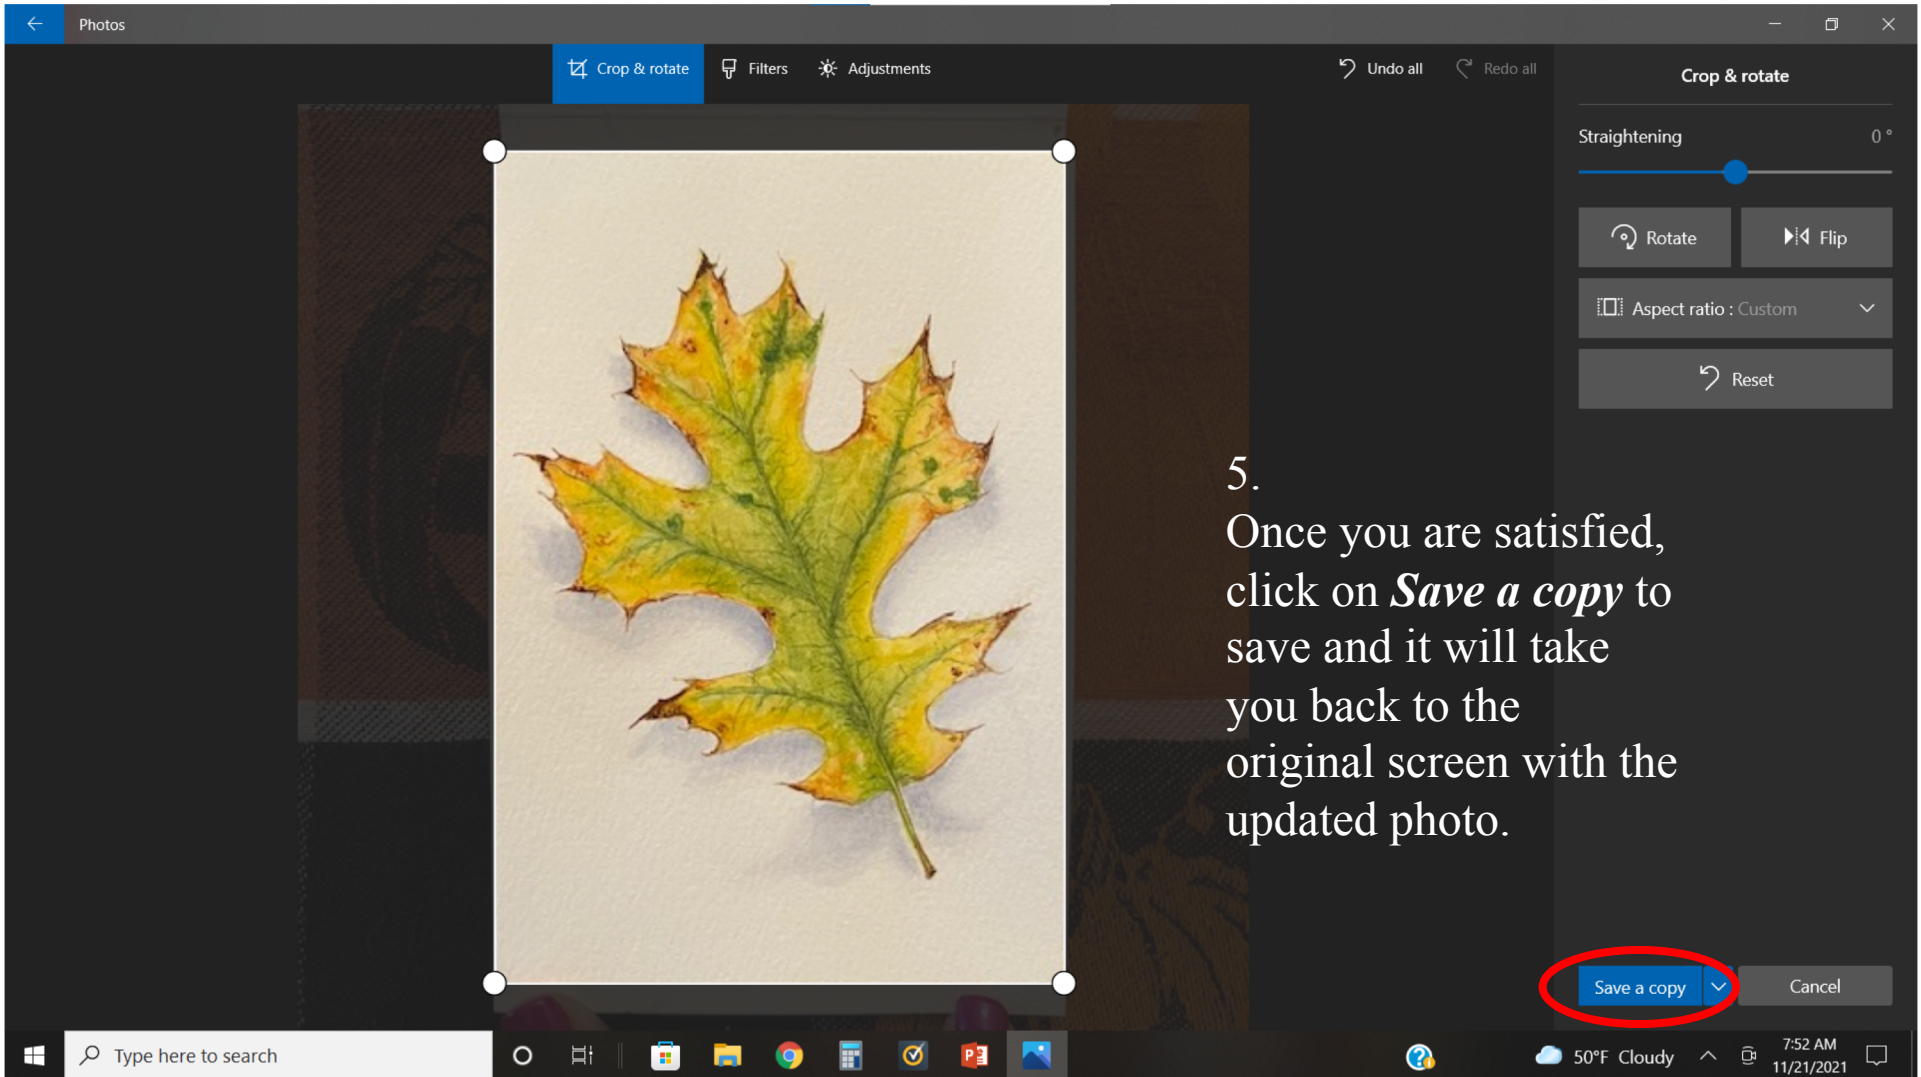 Photos
Crop & rotate
Filters
Adjustments
Undo all
Redo all
Crop & rotate
Straightening
0 °
Rotate
Flip
Aspect ratio : Custom
Reset
5.
Once you are satisfied,
click on Save a copy to
save and it will take
you back to the
original screen with the
updated photo.
Save a copy
Cancel
Type here to search
50°F Cloudy
7:52 AM
11/21/2021